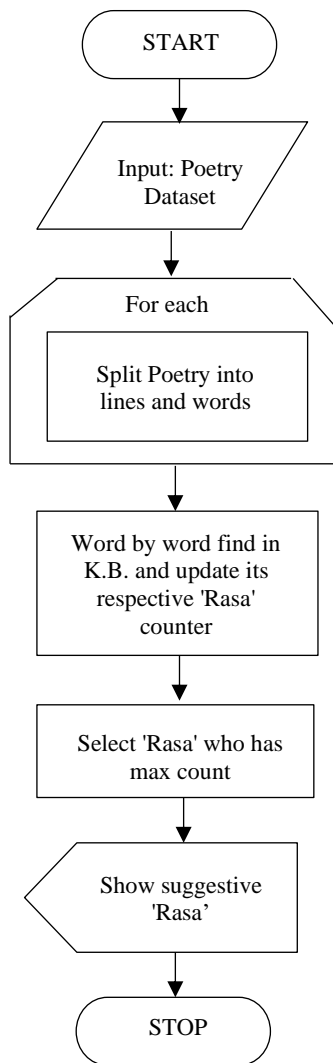 START
Input: Poetry
Dataset
For each
Split Poetry into
lines and words
Word by word find in
K.B. and update its
respective 'Rasa'
counter
Select 'Rasa' who has
max count
Show suggestive
'Rasa’
STOP